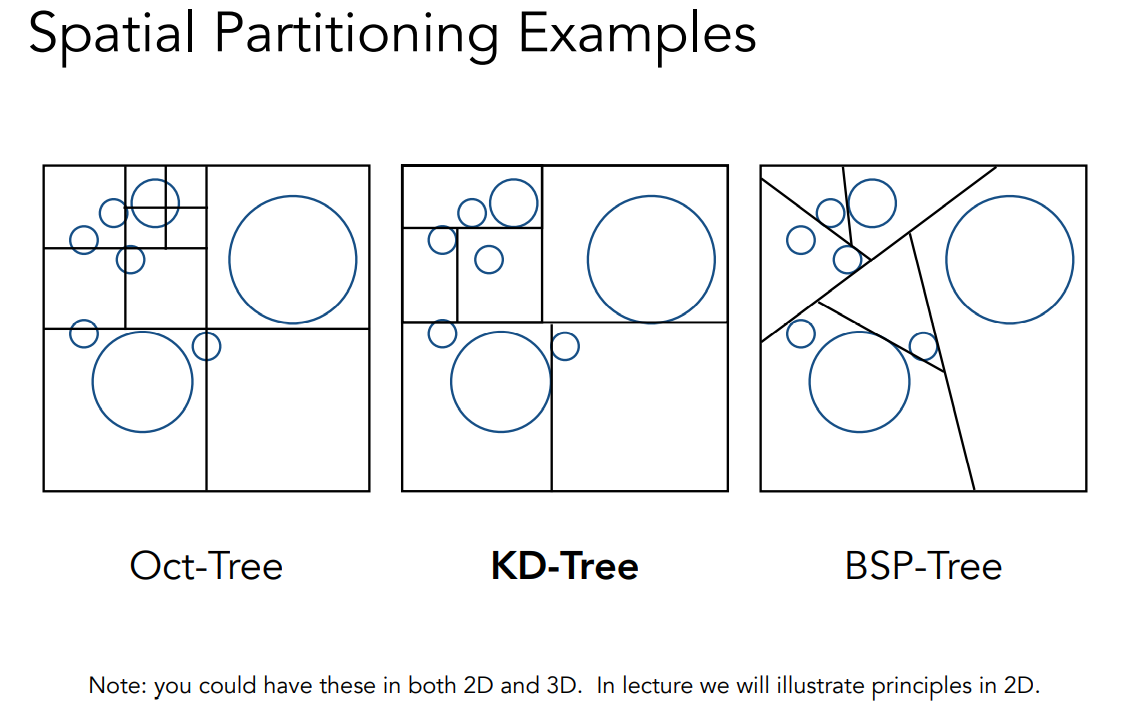 Spatial Partitioning Examples
Oct-Tree
KD-Tree
BSP-Tree
Note: you could have these in both 2D and 3D.  In lecture we will illustrate principles in 2D.